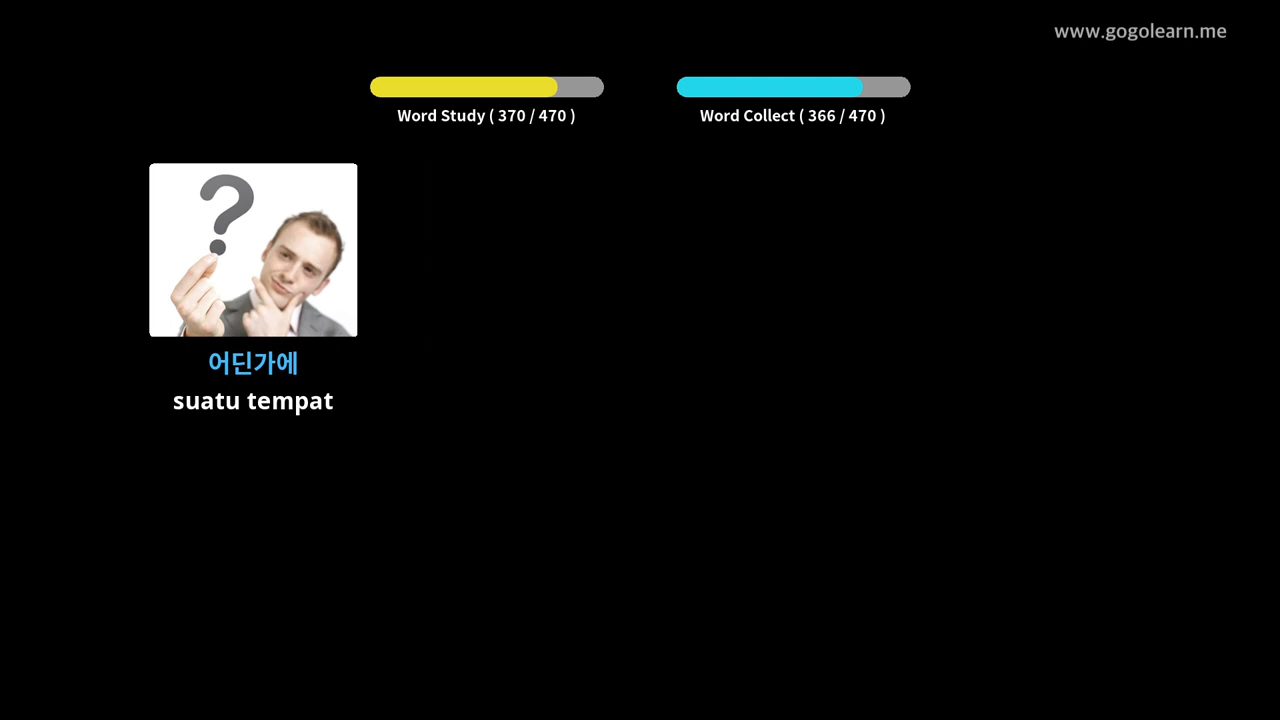 www.gogolearn.me
Word Study ( 370 / 470 )
Word Collect ( 366 / 470 )
?
어딘가에
suatu tempat